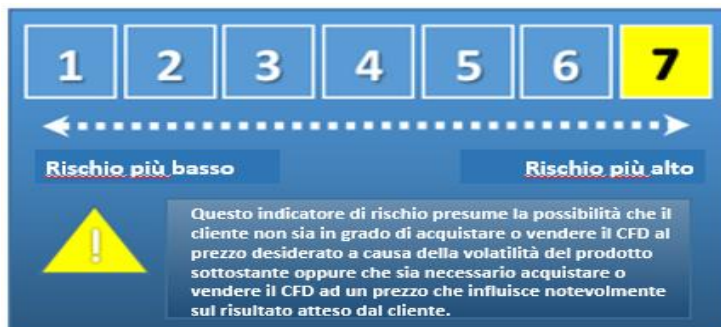 1 2 3 4 5 6 7
Rischio più basso Rischio più alto
!
Questo indicatore di rischio presume la possibilità che il
cliente non sia in grado di acquistare o vendere il CFD al
prezzo desiderato a causa della volatilità del prodotto
sottostante oppure che sia necessario acquistare o
vendere il CFD ad un prezzo che influisce notevolmente
sul risultato atteso dal cliente.